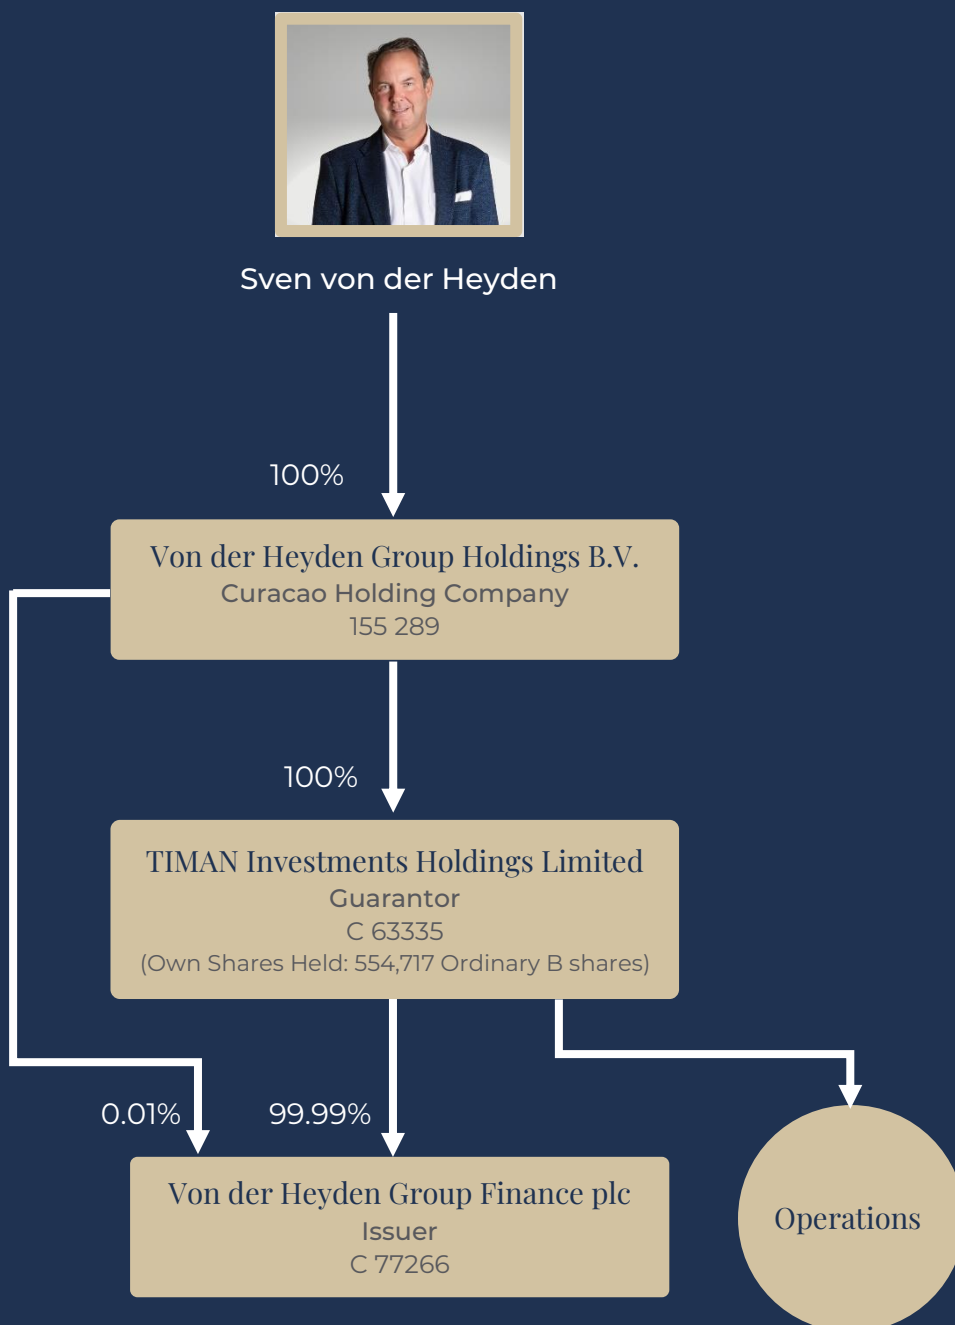 Sven von der Heyden
100%
Von der Heyden Group Holdings B.V.
Curacao Holding Company
155 289
100%
TIMAN Investments Holdings Limited
Guarantor
C 63335
(Own Shares Held: 554,717 Ordinary B shares)
0.01%
99.99%
Von der Heyden Group Finance plc
Issuer
C 77266
Operations